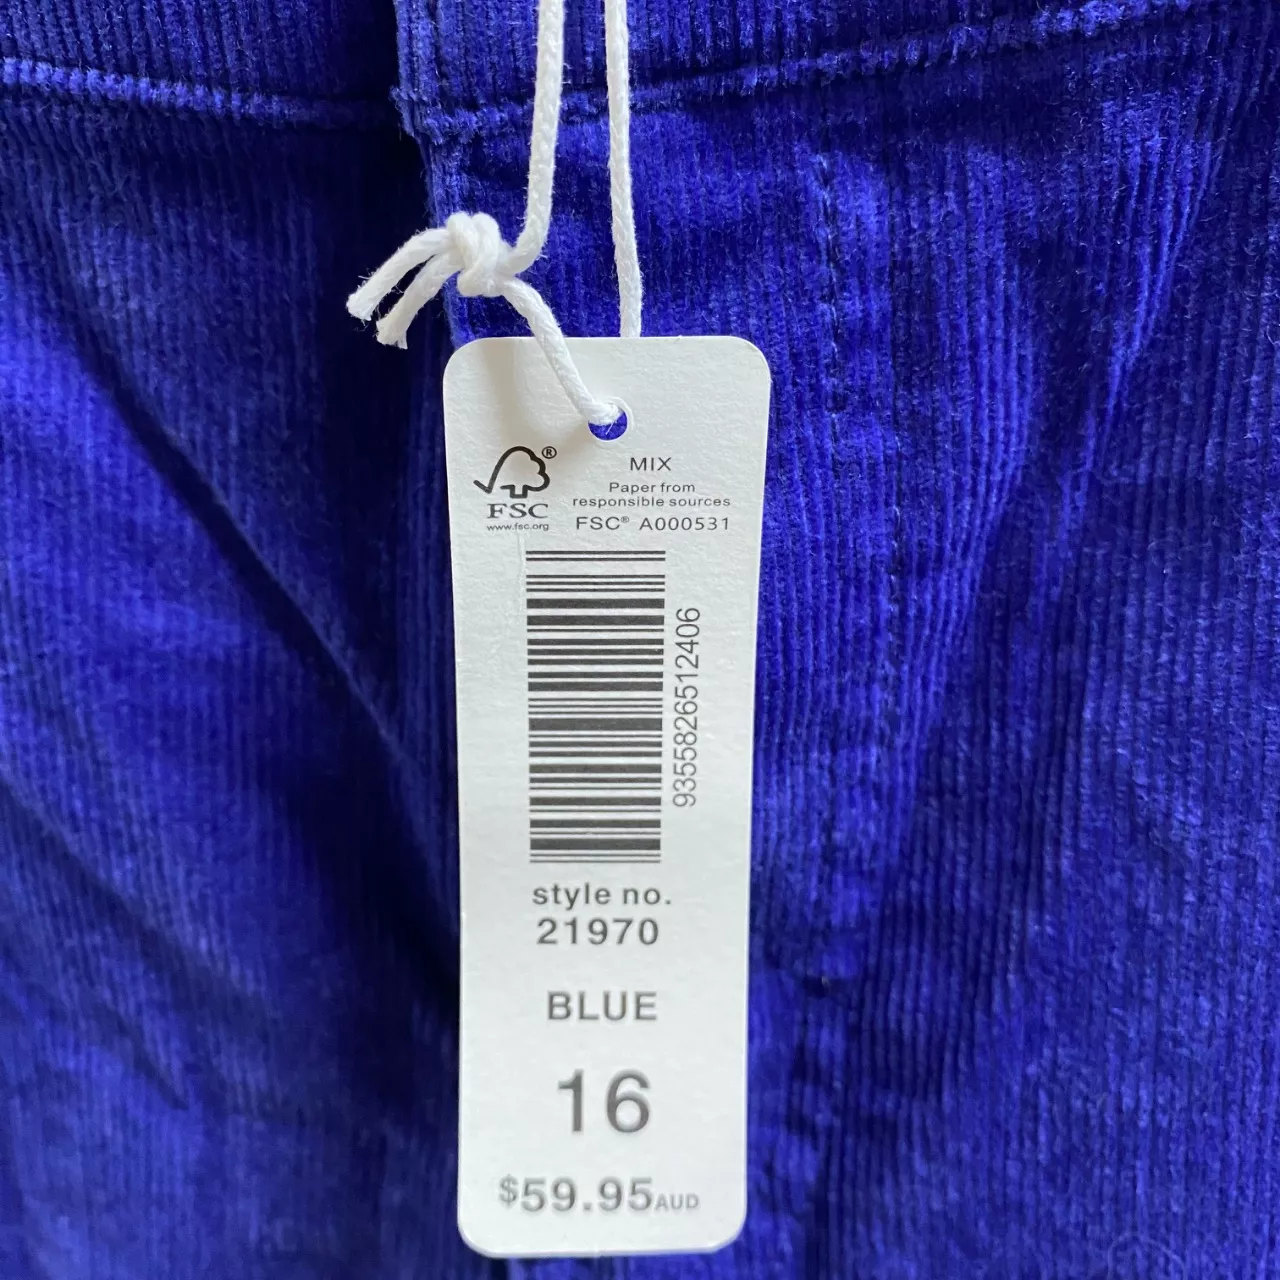 ®
FSC
www.fsc.org
MIX
Paper from
responsible sources
FSC® A000531
9355826512406
style no.
21970
BLUE
16
$59.95AUD